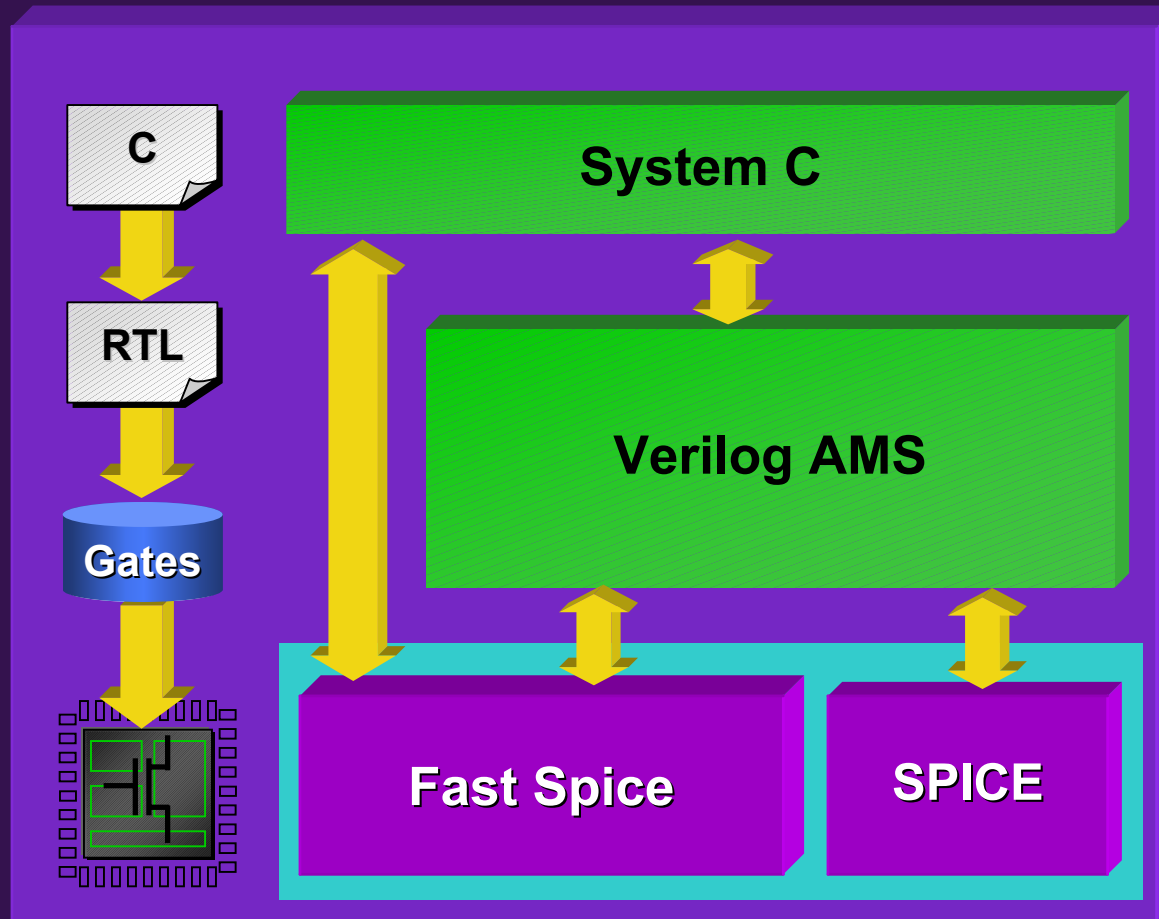 C
System C
RTL
Verilog AMS
Gates
Fast Spice
SPICE